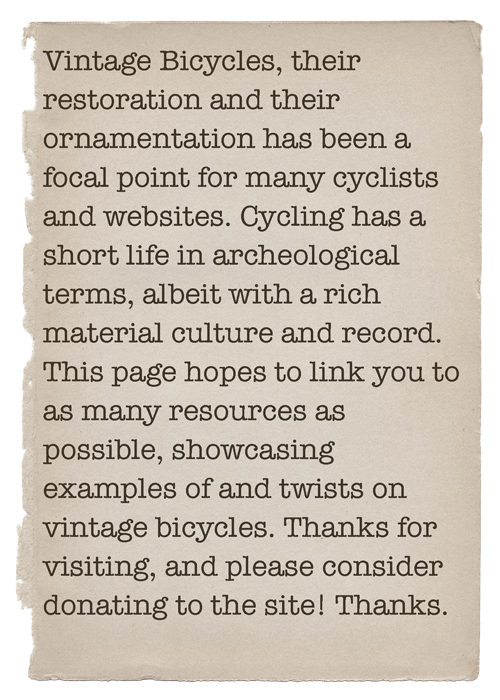 Vintage Bicycles, their
restoration and their
ornamentation has been a
focal point for many cyclists
and websites. Cycling has a
short life in archeological
terms, albeit with a rich
material culture and record.
This page hopes to link you to
as many resources as
possible, showcasing
examples of and twists on
vintage bicycles. Thanks for
visiting, and please consider
donating to the site! Thanks.